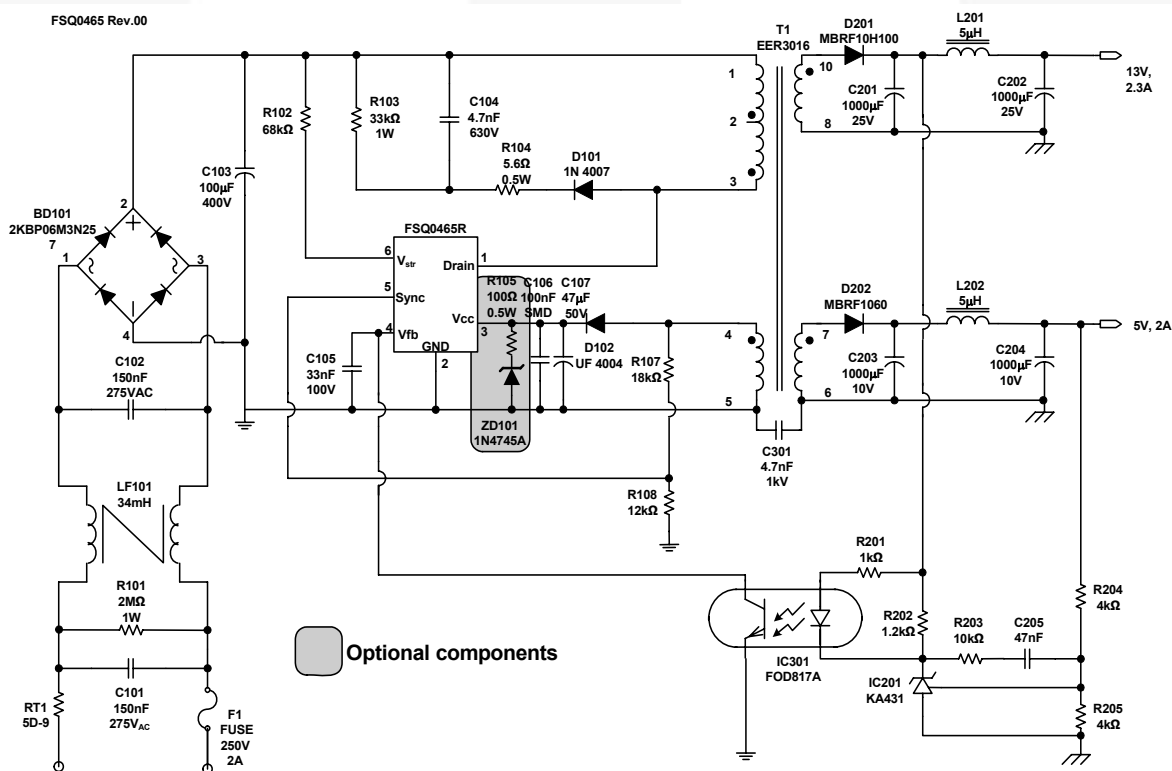 FSQ0465 Rev.00
T1
EER3016
D201
MBRF10H100
L201
5µH
13V,
2.3A
1
2
3
10
8
C201
1000µF
25V
C202
1000µF
25V
R102
68kΩ
R103
33kΩ
1W
C104
4.7nF
630V
R104
5.6Ω
0.5W
D101
1N 4007
C103
100µF
400V
BD101
2KBP06M3N25
7
2
1
3
4
FSQ0465R
6
Vstr
5
Sync
4
Vfb
Drain
1
Vcc
3
GND
2
R105
100Ω
0.5W
C106
100nF
SMD
C107
47µF
50V
D102
UF 4004
ZD101
1N4745A
C105
33nF
100V
R107
18kΩ
R108
12kΩ
4
5
7
6
D202
MBRF1060
L202
5µH
5V, 2A
C203
1000µF
10V
C204
1000µF
10V
C301
4.7nF
1kV
C102
150nF
275VAC
LF101
34mH
R101
2MΩ
1W
C101
150nF
275VAC
RT1
5D-9
F1
FUSE
250V
2A
Optional components
R201
1kΩ
R202
1.2kΩ
R203
10kΩ
C205
47nF
R204
4kΩ
R205
4kΩ
IC301
FOD817A
IC201
KA431